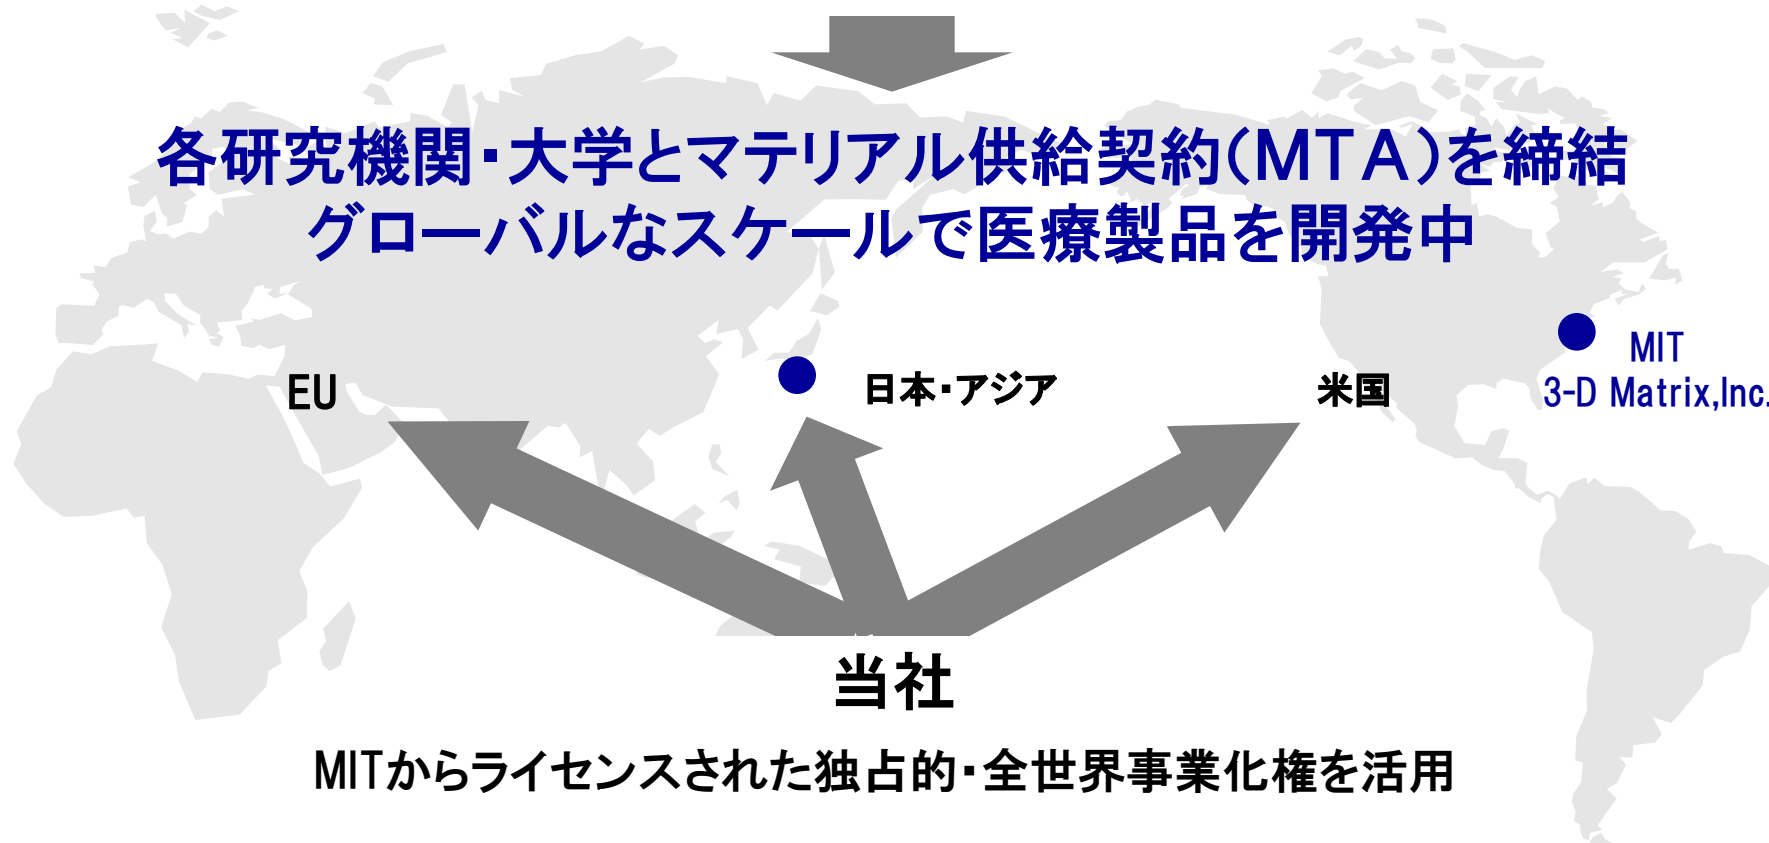 各研究機関・大学とマテリアル供給契約(ＭＴＡ)を締結
グローバルなスケールで医療製品を開発中
MIT
3-D Matrix,Inc.
EU
日本・アジア
米国
当社
MITからライセンスされた独占的・全世界事業化権を活用